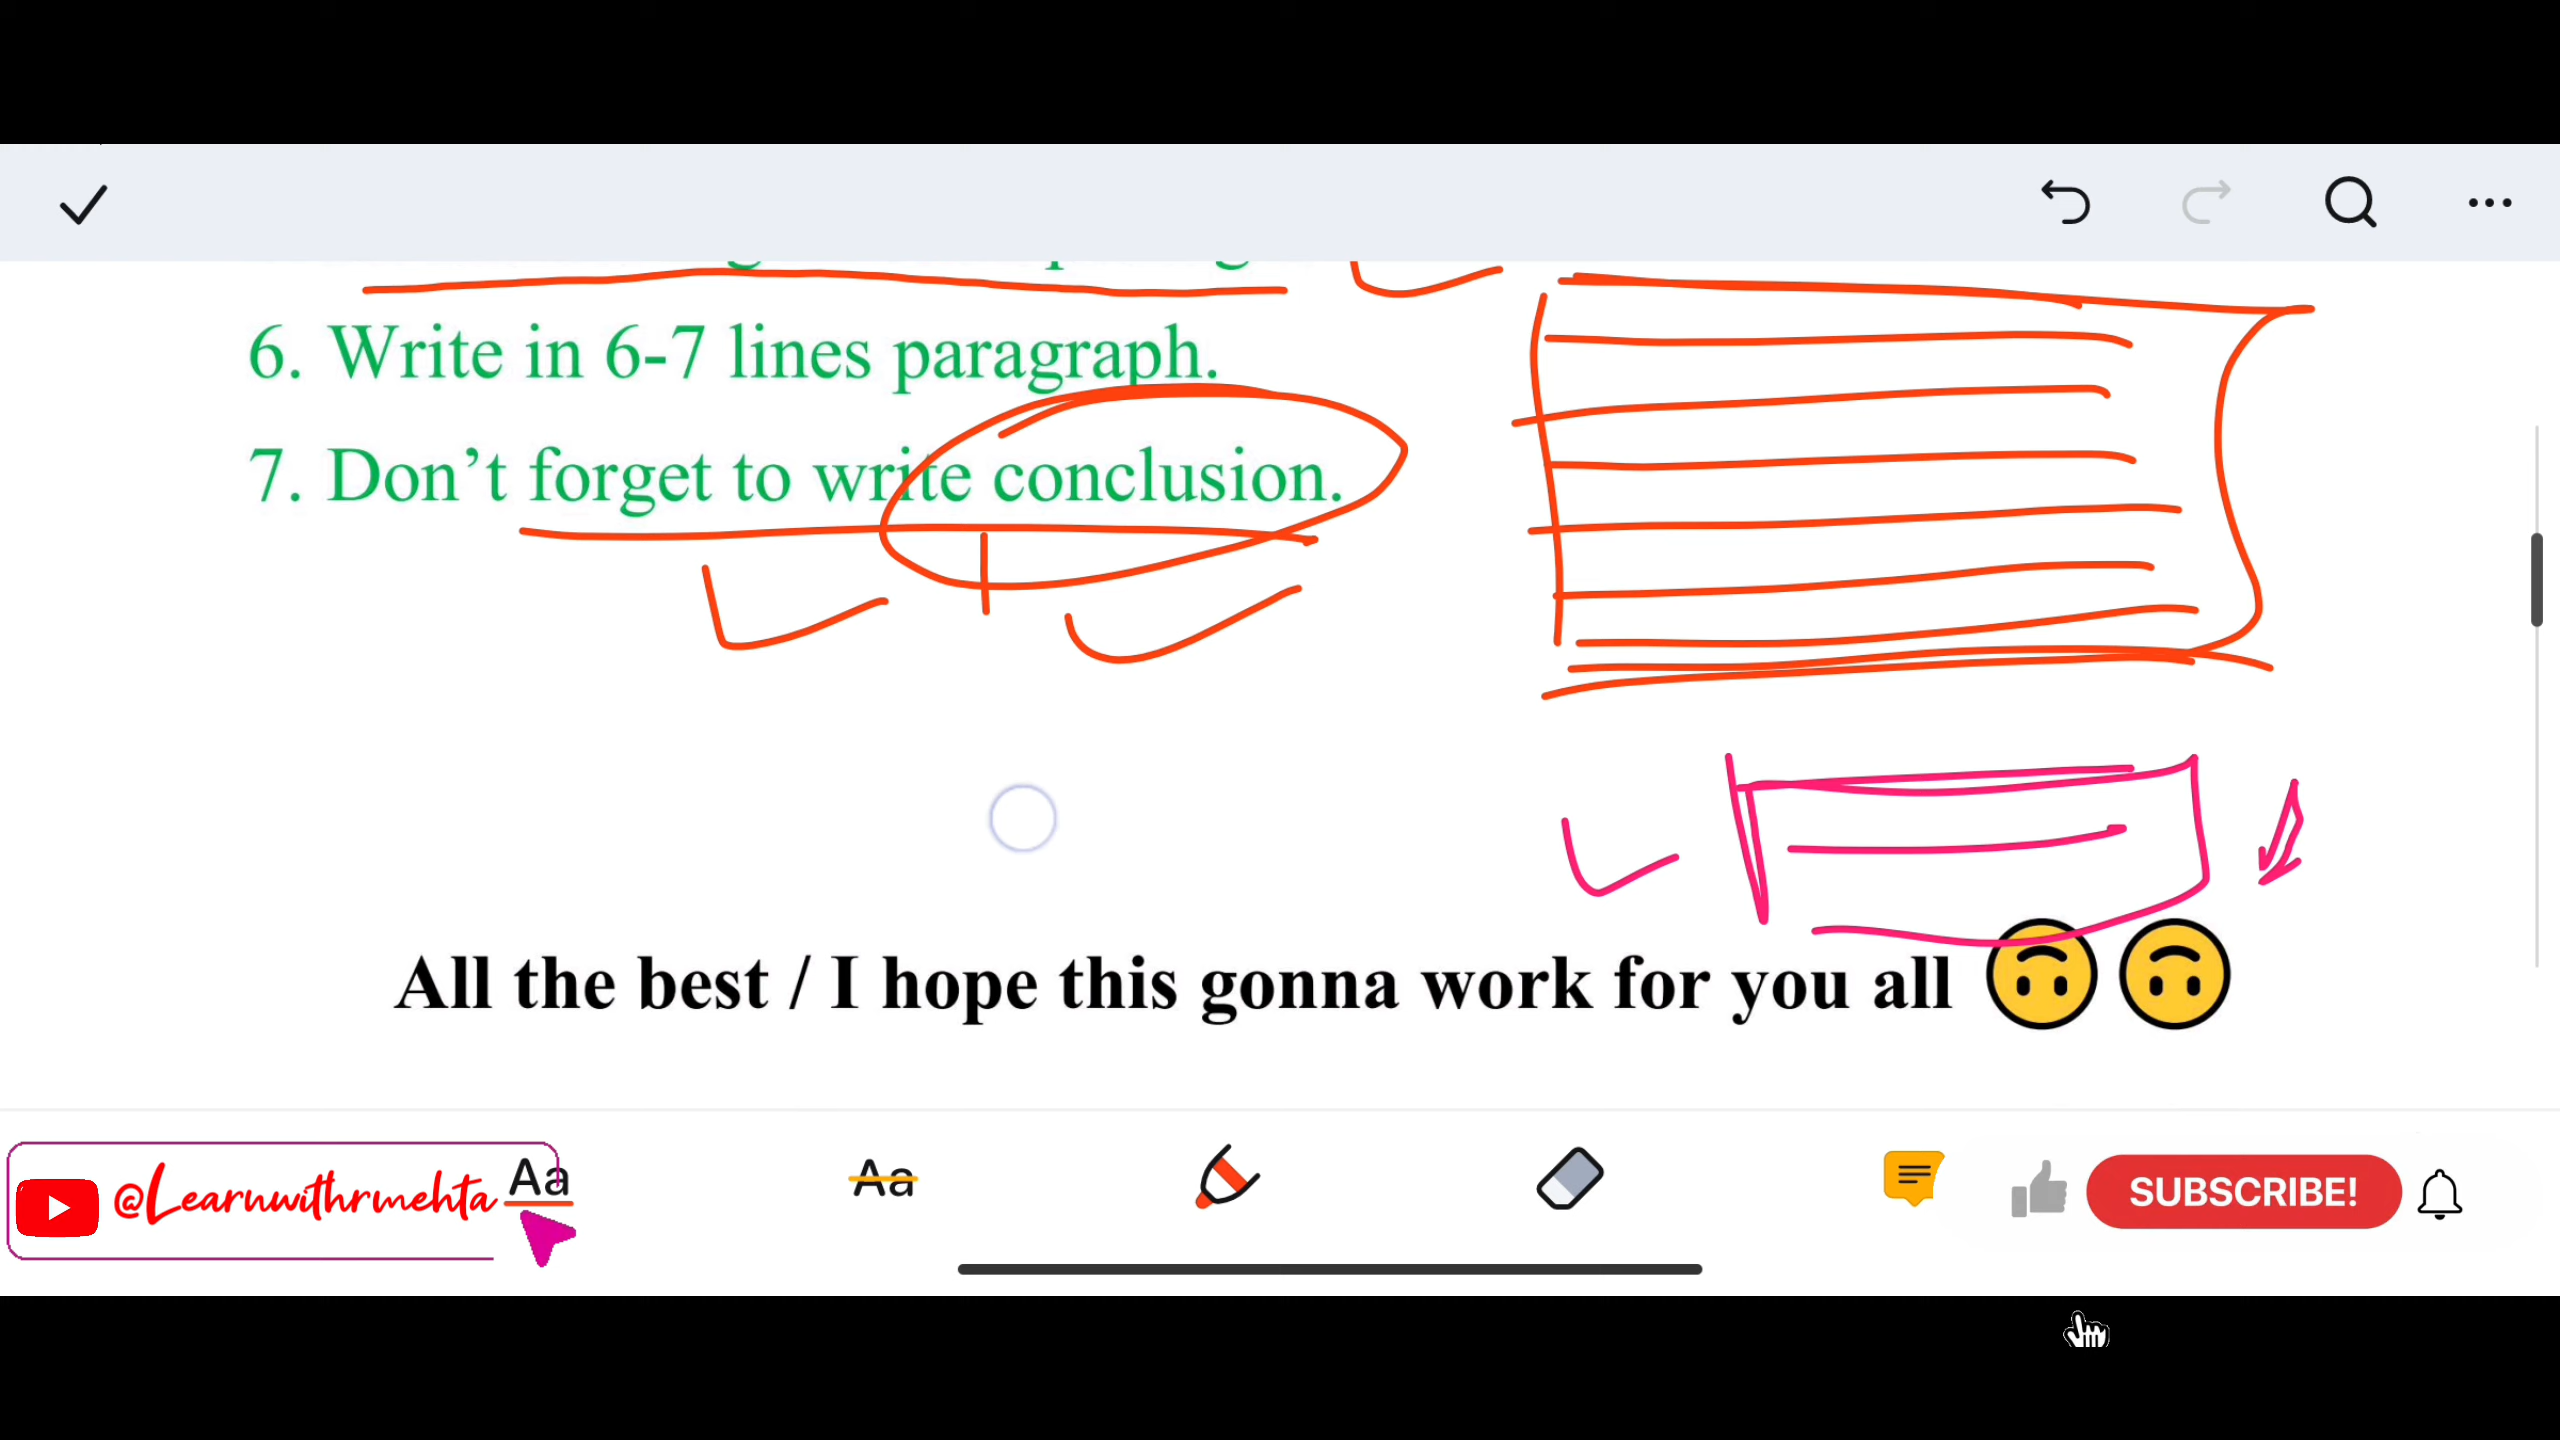 6. Write in 6-7 lines paragraph.
7. Don’t forget to write conclusion.
All the best / I hope this gonna work for you all 🙃🙃
@Learnwithrmehta
Aa
Aa
SUBSCRIBE!